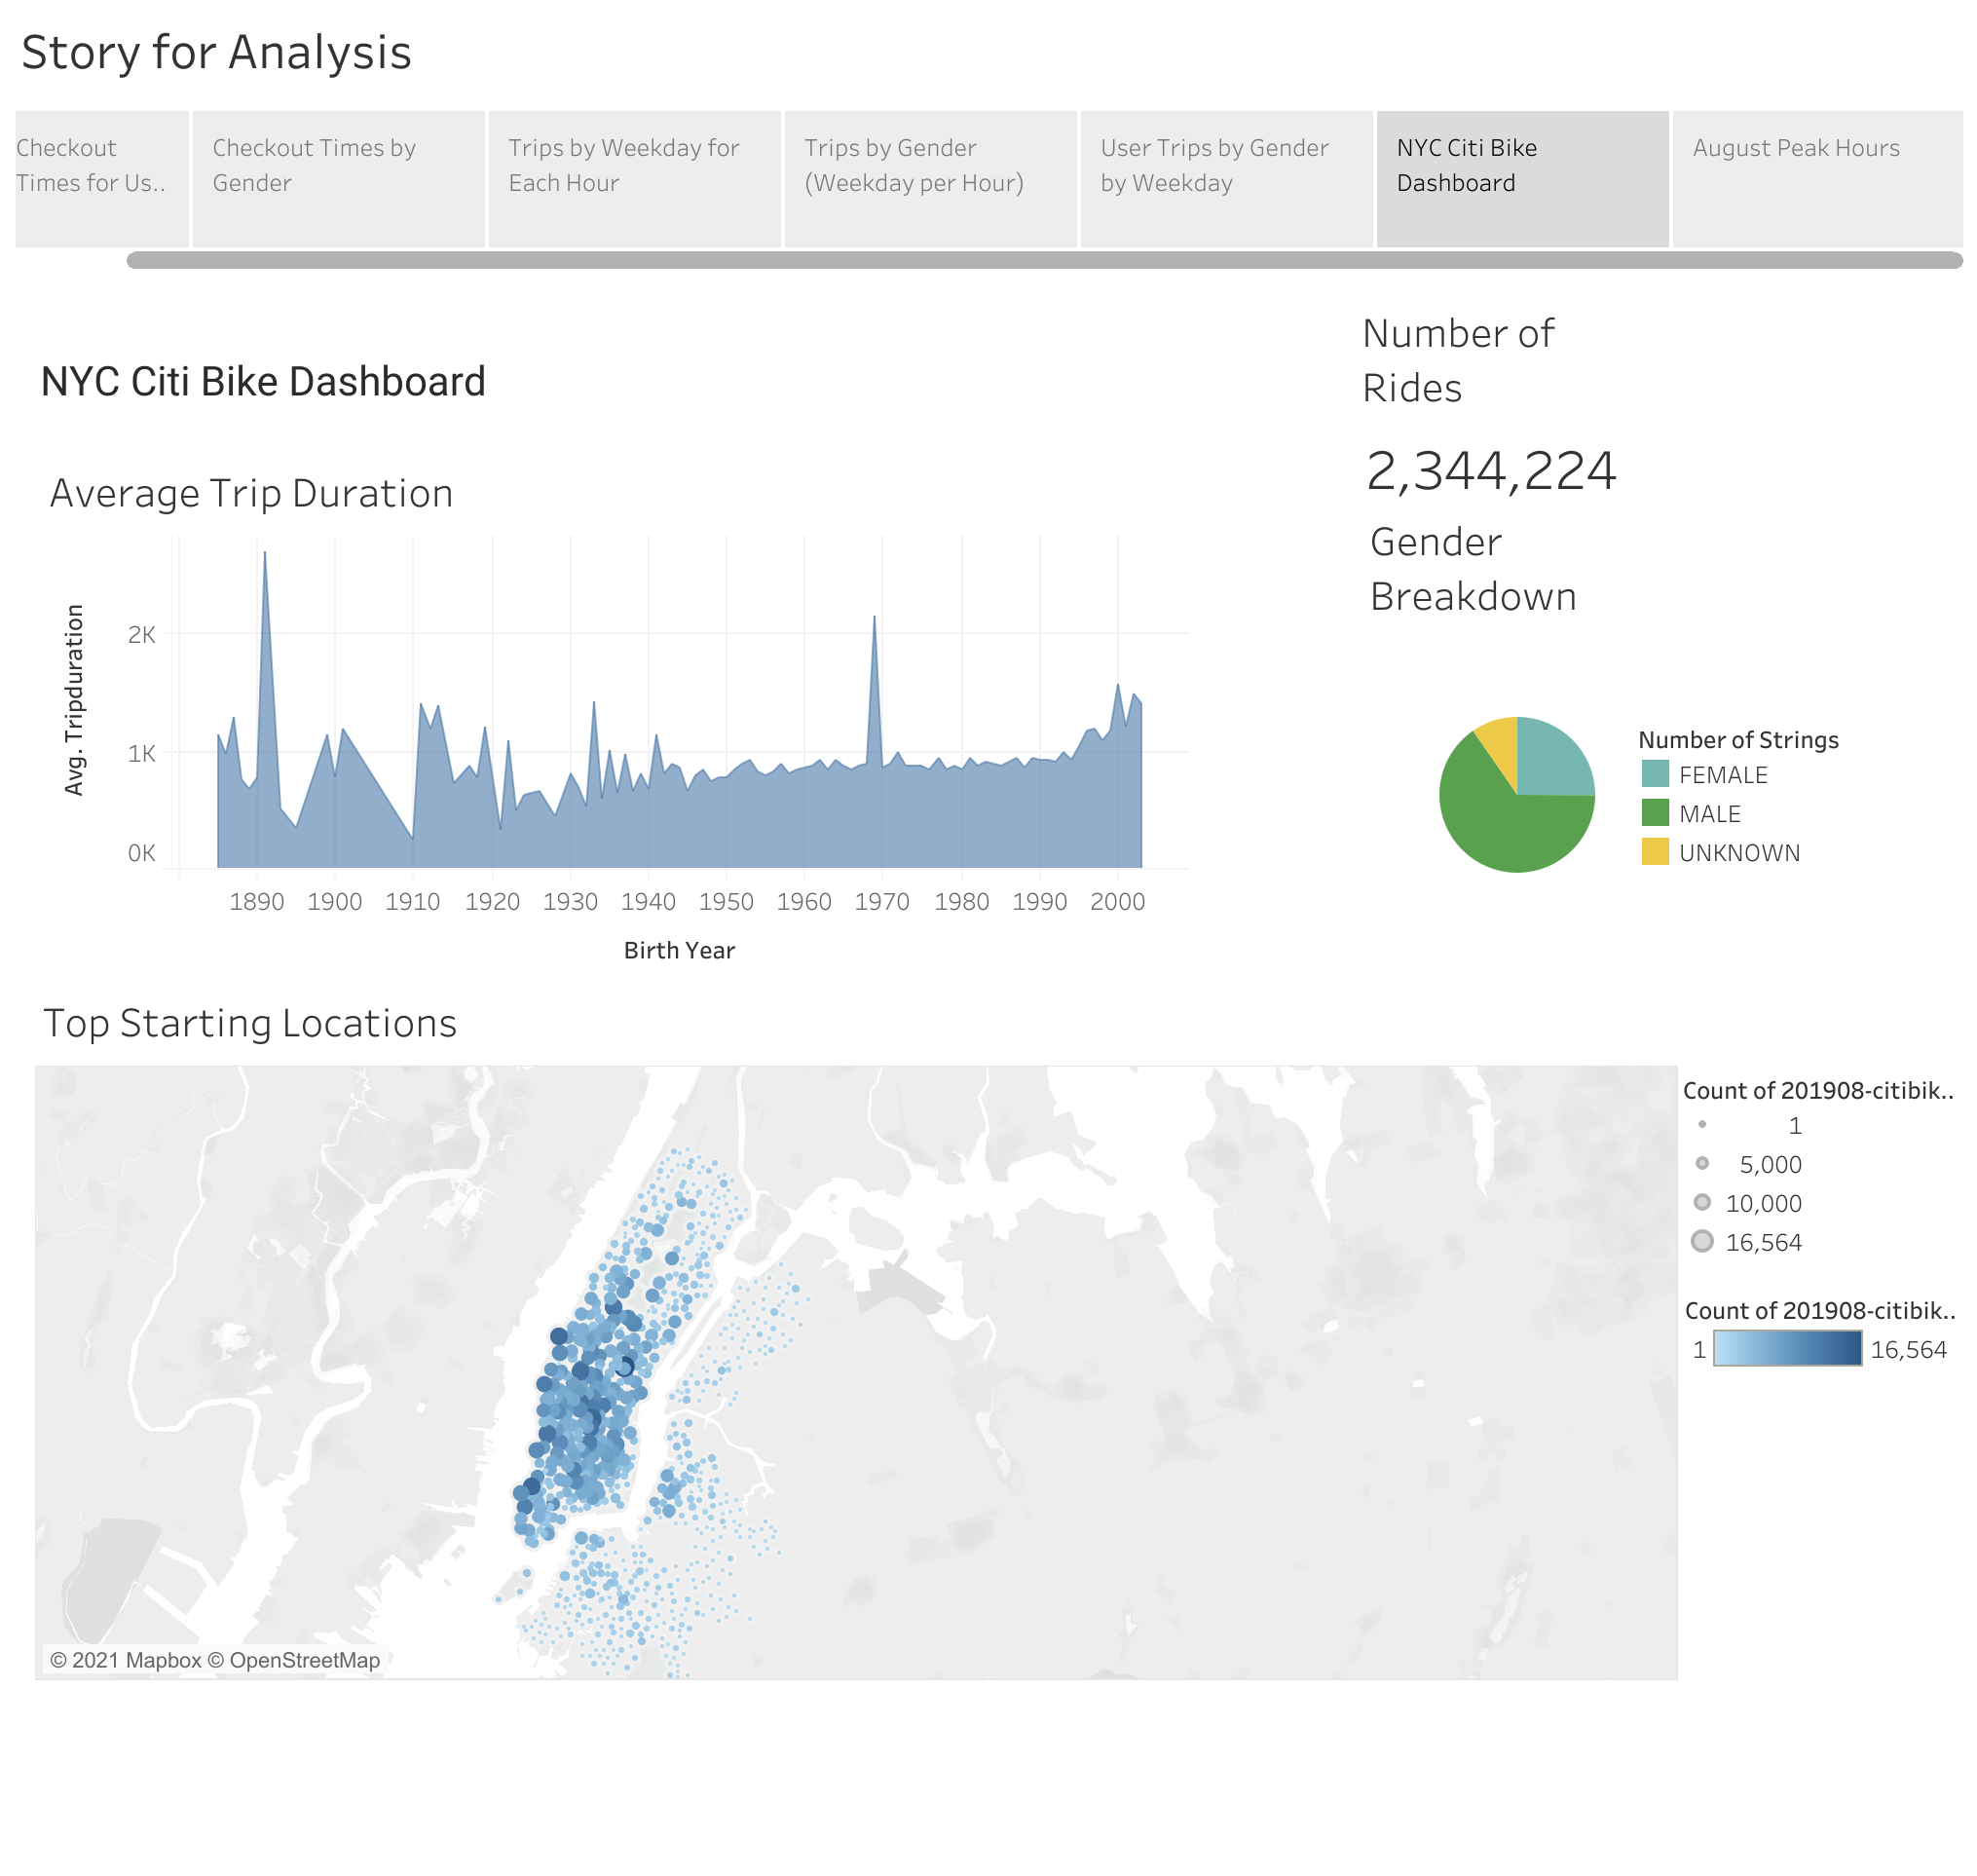 Story for Analysis
Checkout
Times for Us..
Checkout Times by
Gender
Trips by Weekday for
Each Hour
Trips by Gender
(Weekday per Hour)
User Trips by Gender
by Weekday
NYC Citi Bike
Dashboard
August Peak Hours
NYC Citi Bike Dashboard
Number of
Rides
2,344,224
Average Trip Duration
Avg. Tripduration
2K
1K
0K
1890 1900 1910 1920 1930 1940 1950 1960 1970 1980 1990 2000
Birth Year
Gender
Breakdown
Number of Strings
FEMALE
MALE
UNKNOWN
Top Starting Locations
© 2021 Mapbox © OpenStreetMap
Count of 201908-citibik..
1
5,000
10,000
16,564
Count of 201908-citibik..
1 16,564